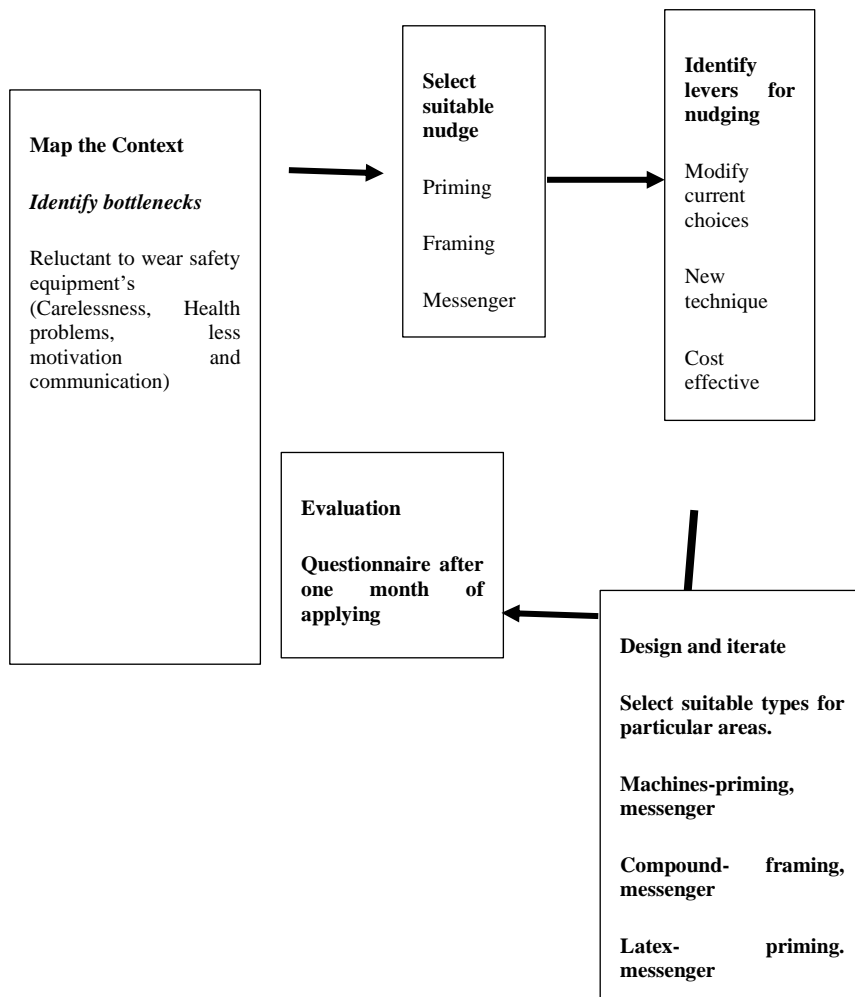 Map the Context
Identify bottlenecks
Reluctant to wear safety
equipment's
(Carelessness, Health
problems, less
motivation and
communication)
Select
suitable
nudge
Priming
Framing
Messenger
Identify
levers for
nudging
Modify
current
choices
New
technique
Cost
effective
Design and iterate
Select suitable types for
particular areas.
Machines-priming,
messenger
Compound- framing,
messenger
Latex- priming.
messenger
Evaluation
Questionnaire after
one month of
applying